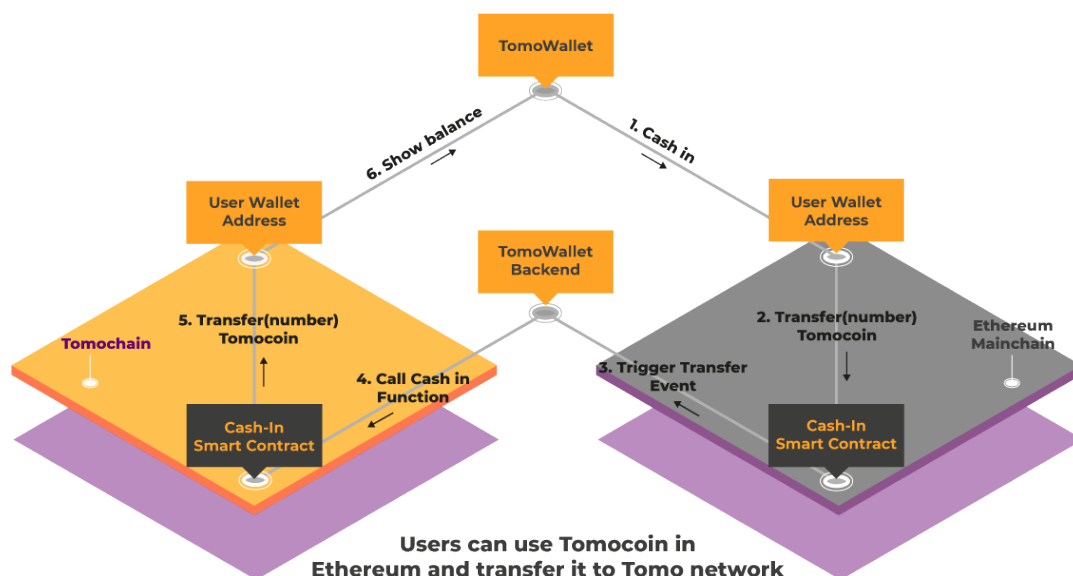 TomoWallet
6. Show balance
1. Cash in
User Wallet
Address
User Wallet
Address
TomoWallet
Backend
5. Transfer(number)
Tomocoin
2. Transfer(number)
Tomocoin
Tomochain
Ethereum
Mainchain
4. Call Cash in
Function
3. Trigger Transfer
Event
Cash-In
Smart Contract
Cash-In
Smart Contract
Users can use Tomocoin in
Ethereum and transfer it to Tomo network